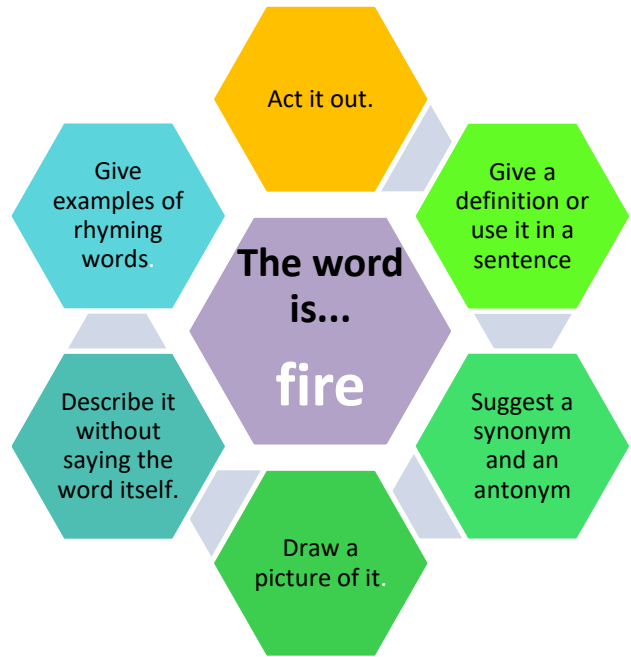 Act it out.
Give a
definition or
use it in a
sentence
Suggest a
synonym
and an
antonym
Draw a
picture of it.
Describe it
without
saying the
word itself.
Give
examples of
rhyming
words.
The word
is...
fire